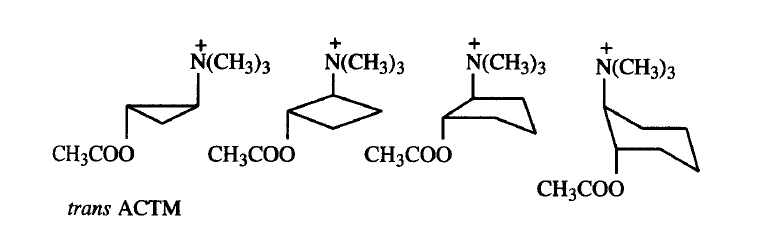 +
N(CH₃)₃
CH₃COO
+
N(CH₃)₃
CH₃COO
+
N(CH₃)₃
CH₃COO
+
N(CH₃)₃
CH₃COO
trans ACTM